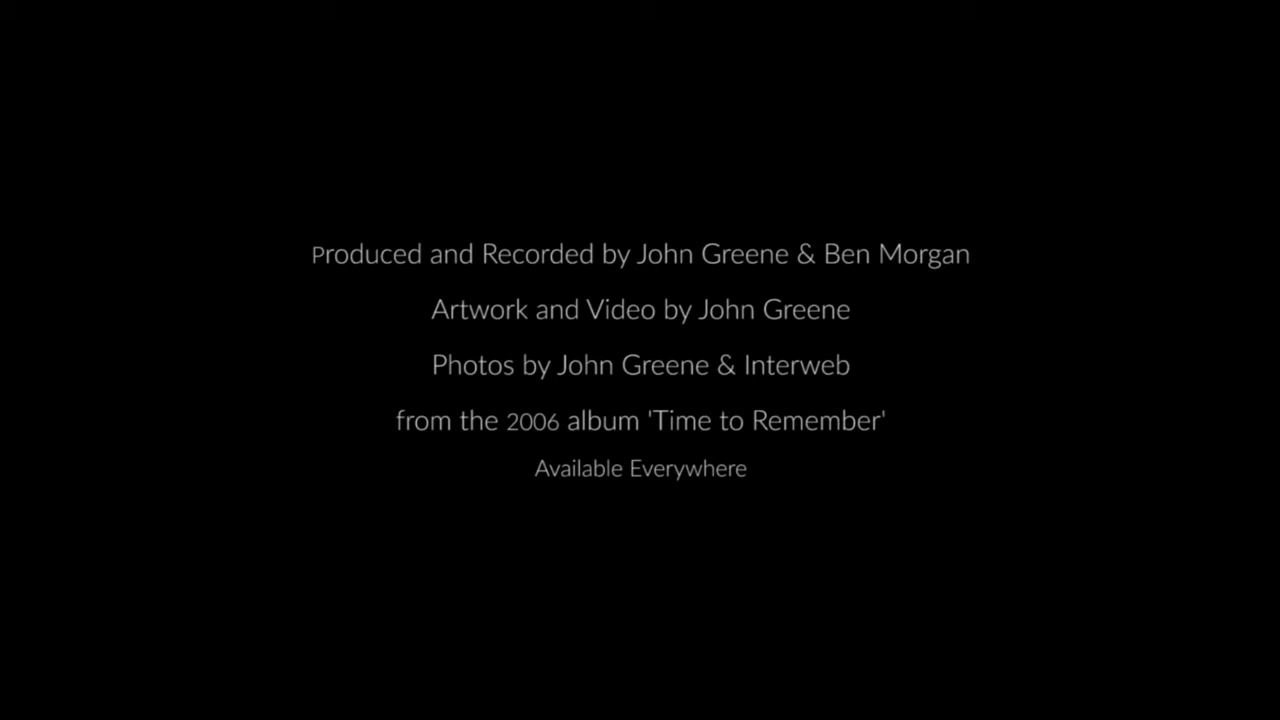 Produced and Recorded by John Greene & Ben Morgan
Artwork and Video by John Greene
Photos by John Greene & Interweb
from the 2006 album 'Time to Remember'
Available Everywhere